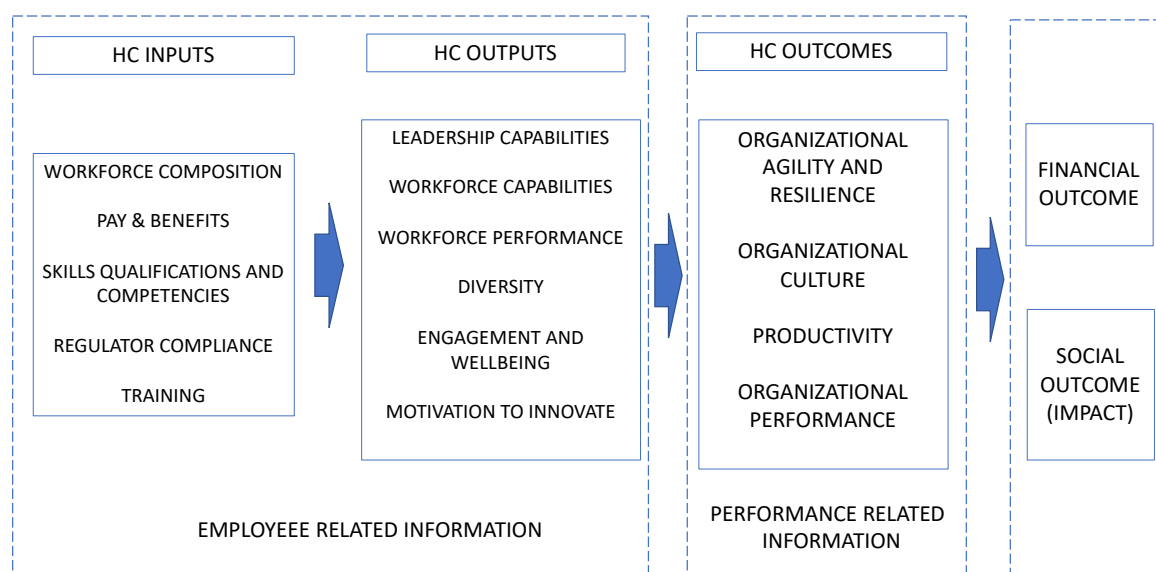 HC INPUTS
WORKFORCE COMPOSITION
PAY & BENEFITS
SKILLS QUALIFICATIONS AND
COMPETENCIES
REGULATOR COMPLIANCE
TRAINING
HC OUTPUTS
LEADERSHIP CAPABILITIES
WORKFORCE CAPABILITIES
WORKFORCE PERFORMANCE
DIVERSITY
ENGAGEMENT AND
WELLBEING
MOTIVATION TO INNOVATE
EMPLOYEEE RELATED INFORMATION
HC OUTCOMES
ORGANIZATIONAL
AGILITY AND
RESILIENCE
ORGANIZATIONAL
CULTURE
PRODUCTIVITY
ORGANIZATIONAL
PERFORMANCE
PERFORMANCE RELATED
INFORMATION
FINANCIAL
OUTCOME
SOCIAL
OUTCOME
(IMPACT)